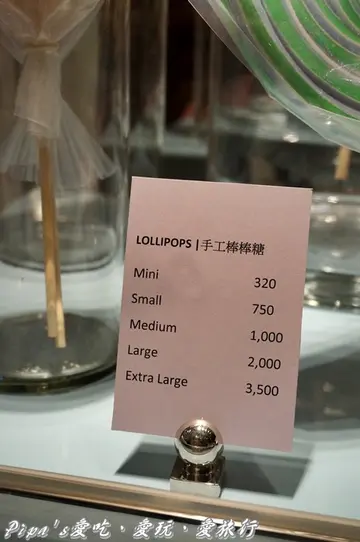 LOLLIPOPS | 手工棒棒糖
Mini 320
Small 750
Medium 1,000
Large 2,000
Extra Large 3,500
Pipa's愛吃、愛玩、愛旅行